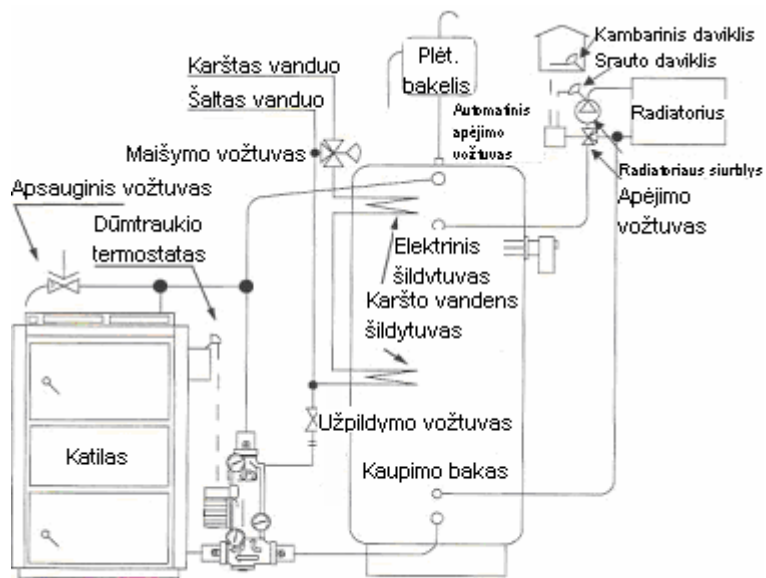 Karštas vanduo
Šaltas vanduo
Maišymo vožtuvas
Apsauginis vožtuvas
Dūmtraukio
termostatas
Plėt.
bakelis
Automatinis
apėjimo
vožtuvas
Kambarinis daviklis
Srauto daviklis
Radiatorius
Radiatoriaus siurblys
Apėjimo
vožtuvas
Elektrinis
šildvtuvas
Karšto vandens
šildytuvas
Užpildymo vožtuvas
Katilas
Kaupimo bakas